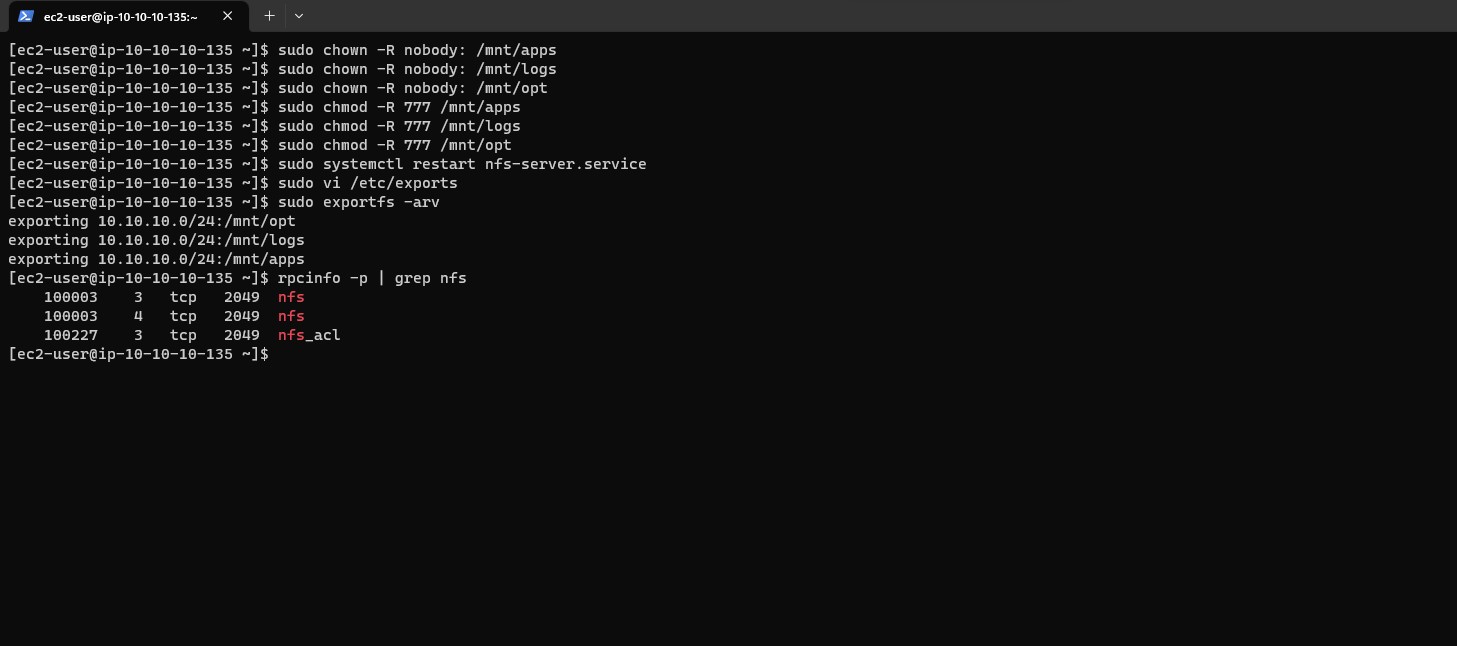 ec2-user@ip-10-10-10-135:~
[ec2-user@ip-10-10-10-135 ~]$ sudo chown -R nobody: /mnt/apps
[ec2-user@ip-10-10-10-135 ~]$ sudo chown -R nobody: /mnt/logs
[ec2-user@ip-10-10-10-135 ~]$ sudo chown -R nobody: /mnt/opt
[ec2-user@ip-10-10-10-135 ~]$ sudo chmod -R 777 /mnt/apps
[ec2-user@ip-10-10-10-135 ~]$ sudo chmod -R 777 /mnt/logs
[ec2-user@ip-10-10-10-135 ~]$ sudo chmod -R 777 /mnt/opt
[ec2-user@ip-10-10-10-135 ~]$ sudo systemctl restart nfs-server.service
[ec2-user@ip-10-10-10-135 ~]$ sudo vi /etc/exports
[ec2-user@ip-10-10-10-135 ~]$ sudo exportfs -arv
exporting 10.10.10.0/24:/mnt/opt
exporting 10.10.10.0/24:/mnt/logs
exporting 10.10.10.0/24:/mnt/apps
[ec2-user@ip-10-10-10-135 ~]$ rpcinfo -p | grep nfs
    100003    3   tcp   2049  nfs
    100003    4   tcp   2049  nfs
    100227    3   tcp   2049  nfs_acl
[ec2-user@ip-10-10-10-135 ~]$